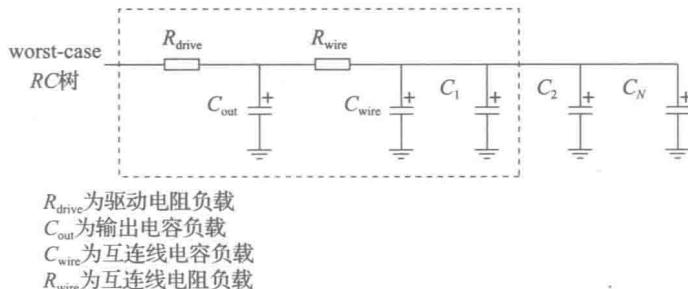 worst-case
RC树
R_drive
R_wire
C_out
C_wire
C_1
C_2
C_N
R_drive为驱动电阻负载
C_out为输出电容负载
C_wire为互连线电容负载
R_wire为互连线电阻负载